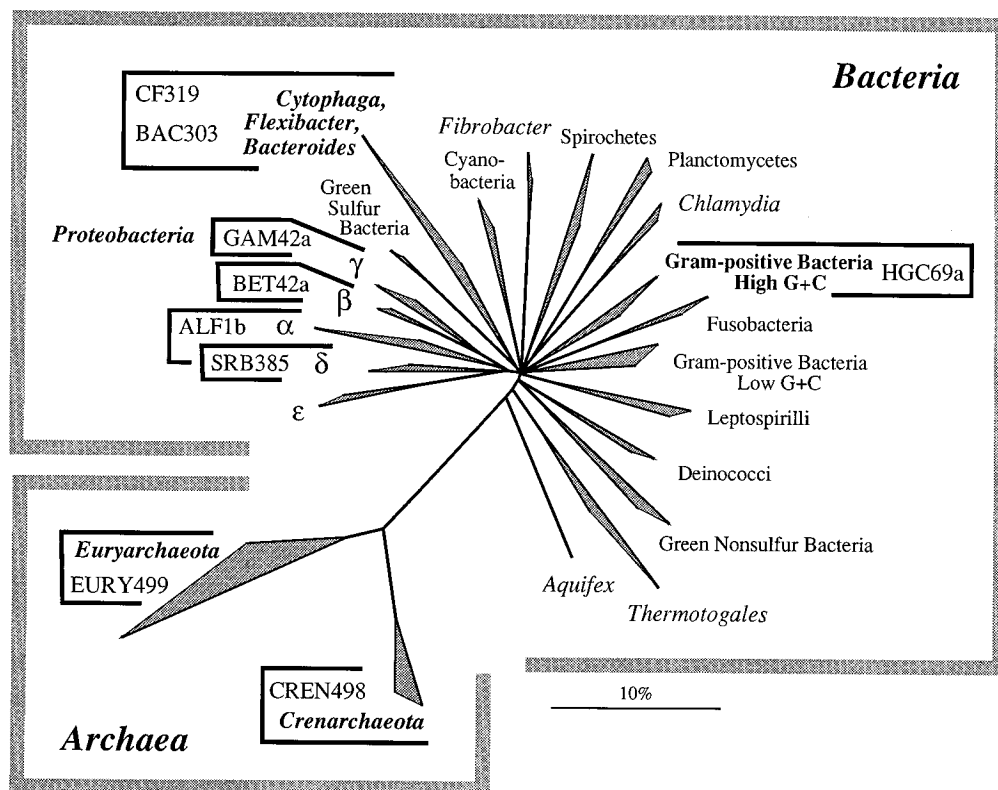 Bacteria
CF319
BAC303
Cytophaga,
Flexibacter,
Bacteroides
Fibrobacter
Cyano-
bacteria
Spirochetes
Planctomycetes
Chlamydia
Green
Sulfur
Bacteria
Proteobacteria
GAM42a
γ
BET42a
β
ALF1b α
SRB385 δ
ε
Gram-positive Bacteria
High G+C
HGC69a
Fusobacteria
Gram-positive Bacteria
Low G+C
Leptospirilli
Deinococci
Green Nonsulfur Bacteria
Aquifex
Thermotogales
Euryarchaeota
EURY499
CREN498
Crenarchaeota
Archaea
10%